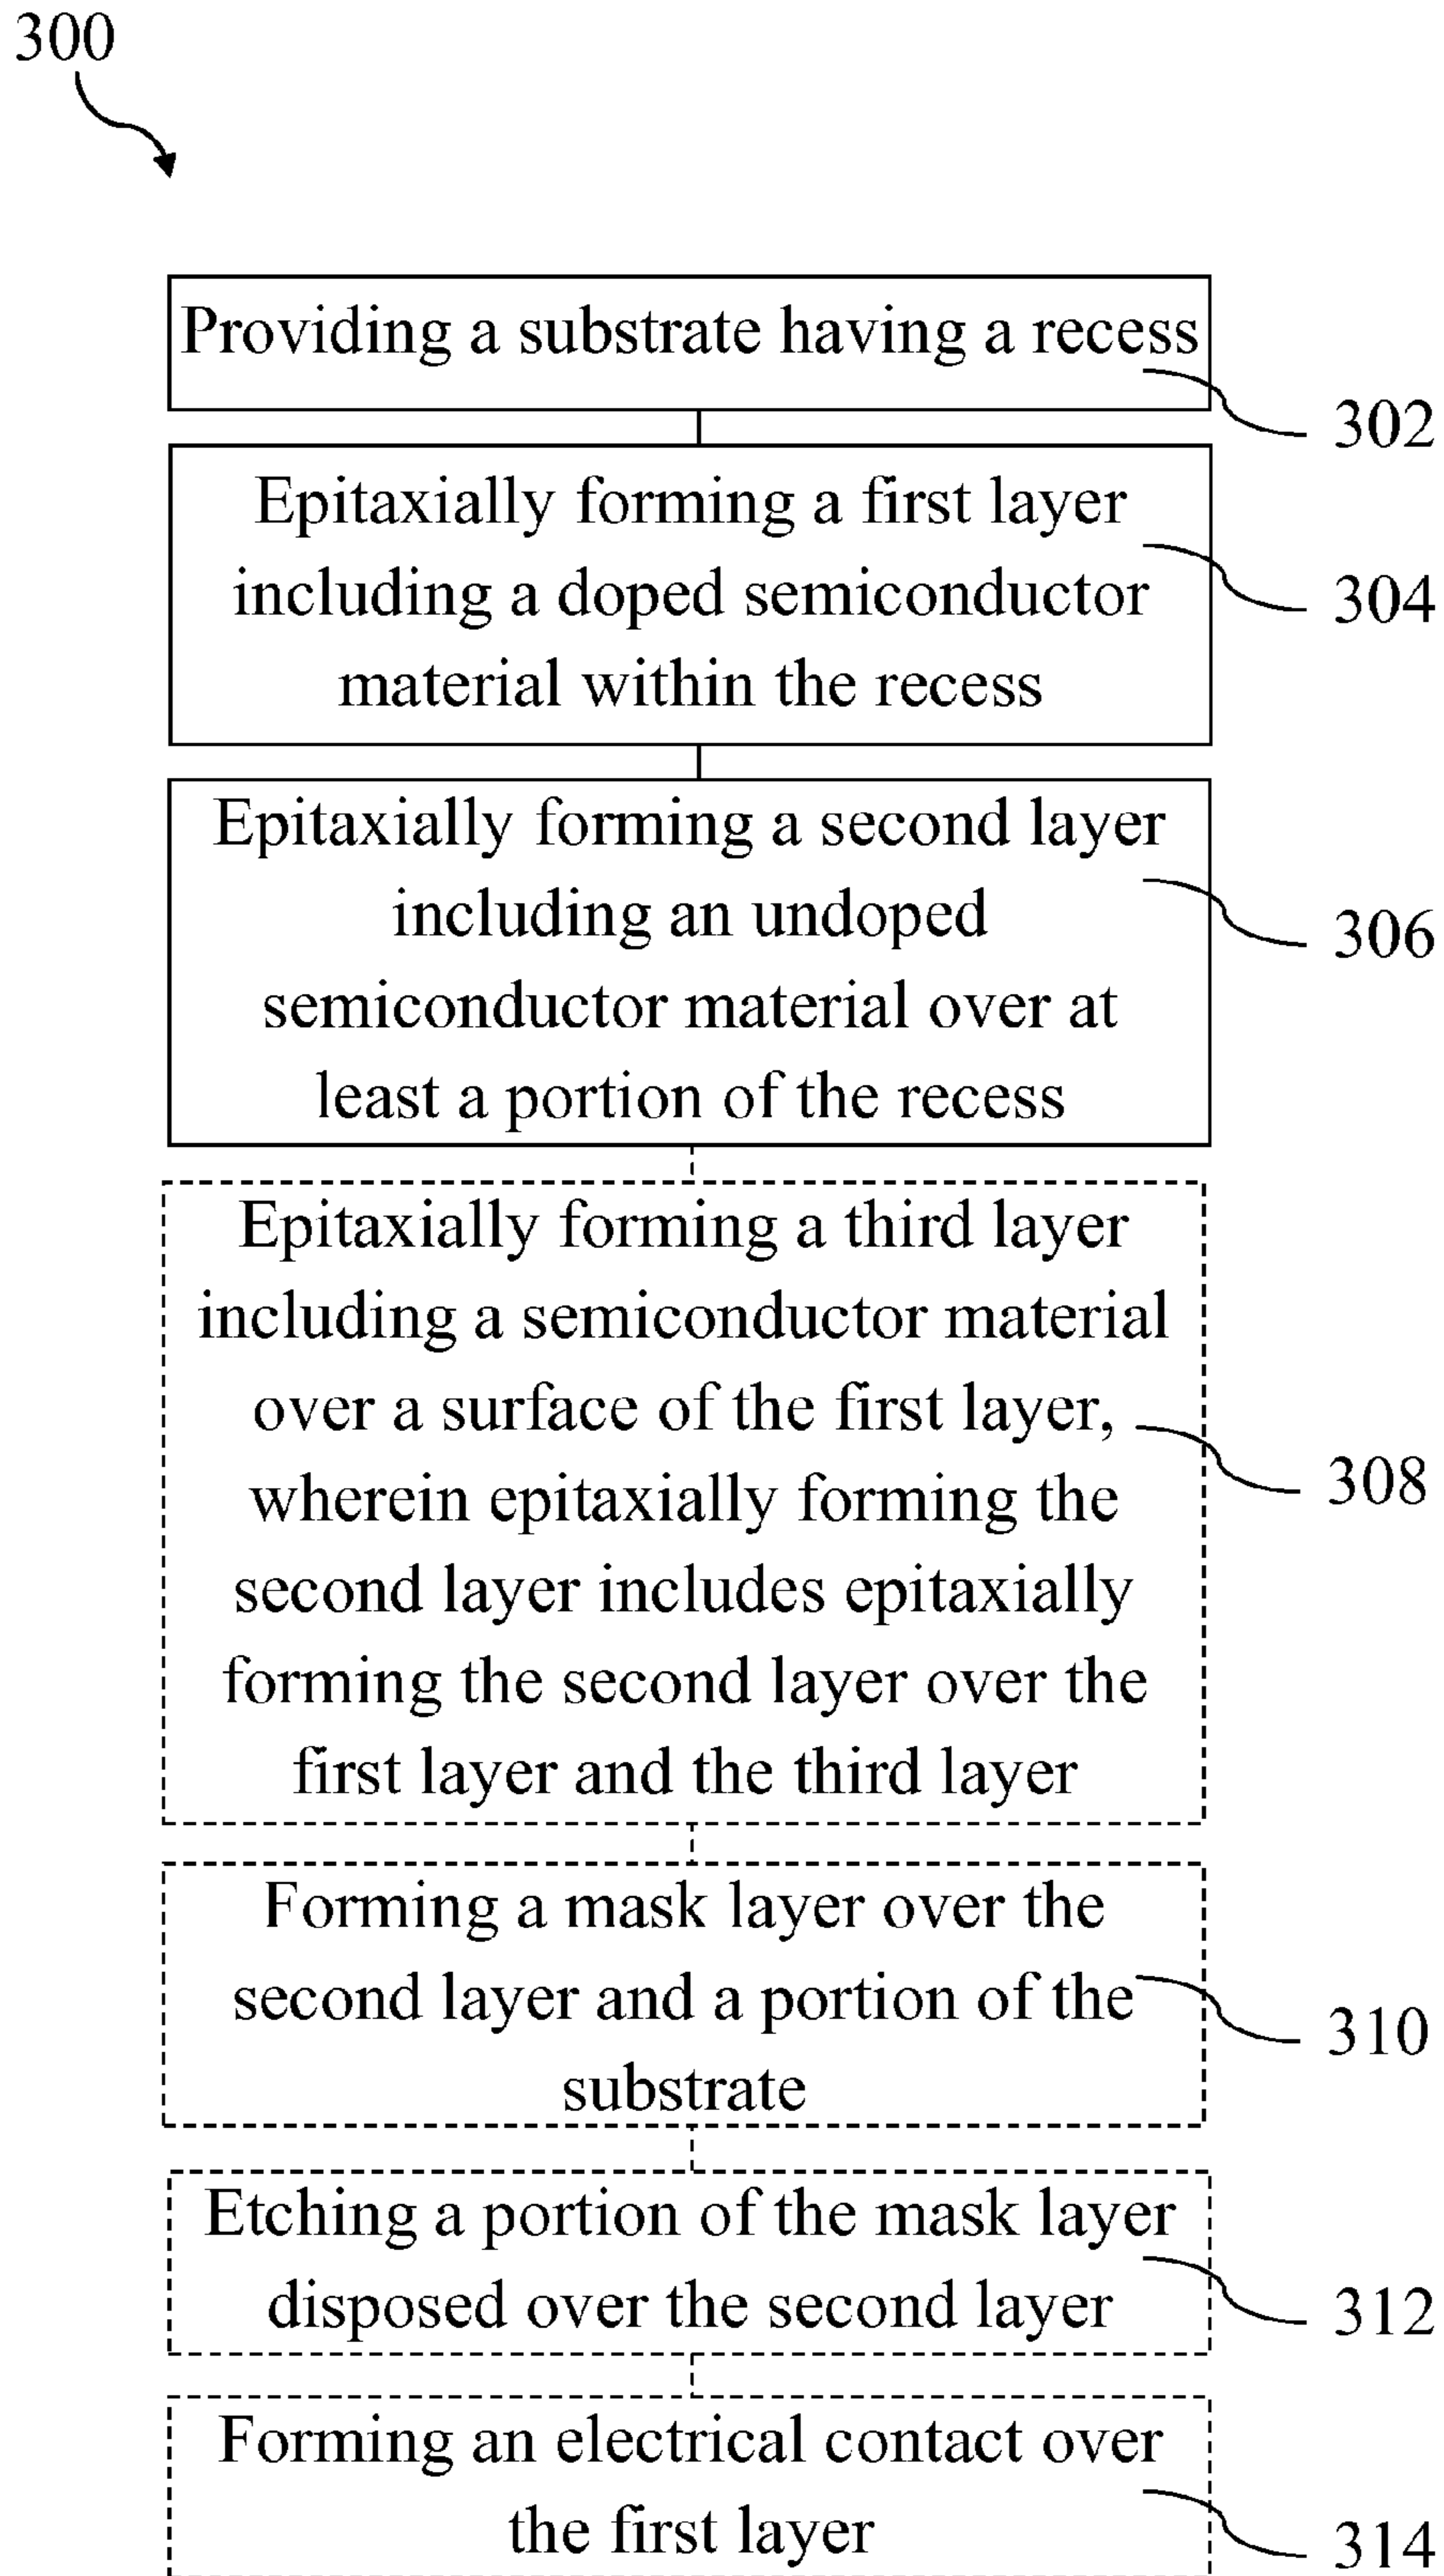 300
Providing a substrate having a recess
302
Epitaxially forming a first layer
including a doped semiconductor
material within the recess
304
Epitaxially forming a second layer
including an undoped
semiconductor material over at
least a portion of the recess
306
Epitaxially forming a third layer
including a semiconductor material
over a surface of the first layer,
wherein epitaxially forming the
second layer includes epitaxially
forming the second layer over the
first layer and the third layer
308
Forming a mask layer over the
second layer and a portion of the
substrate
310
Etching a portion of the mask layer
disposed over the second layer
312
Forming an electrical contact over
the first layer
314